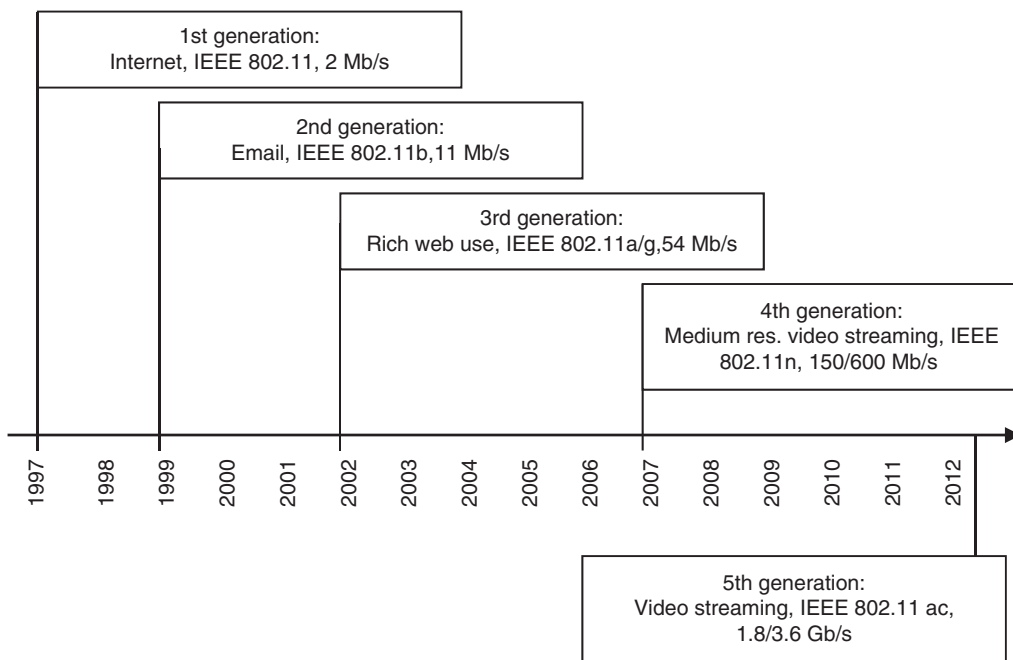 1st generation:
Internet, IEEE 802.11, 2 Mb/s
2nd generation:
Email, IEEE 802.11b,11 Mb/s
3rd generation:
Rich web use, IEEE 802.11a/g,54 Mb/s
4th generation:
Medium res. video streaming, IEEE
802.11n, 150/600 Mb/s
1997
1998
1999
2000
2001
2002
2003
2004
2005
2006
2007
2008
2009
2010
2011
2012
5th generation:
Video streaming, IEEE 802.11 ac,
1.8/3.6 Gb/s